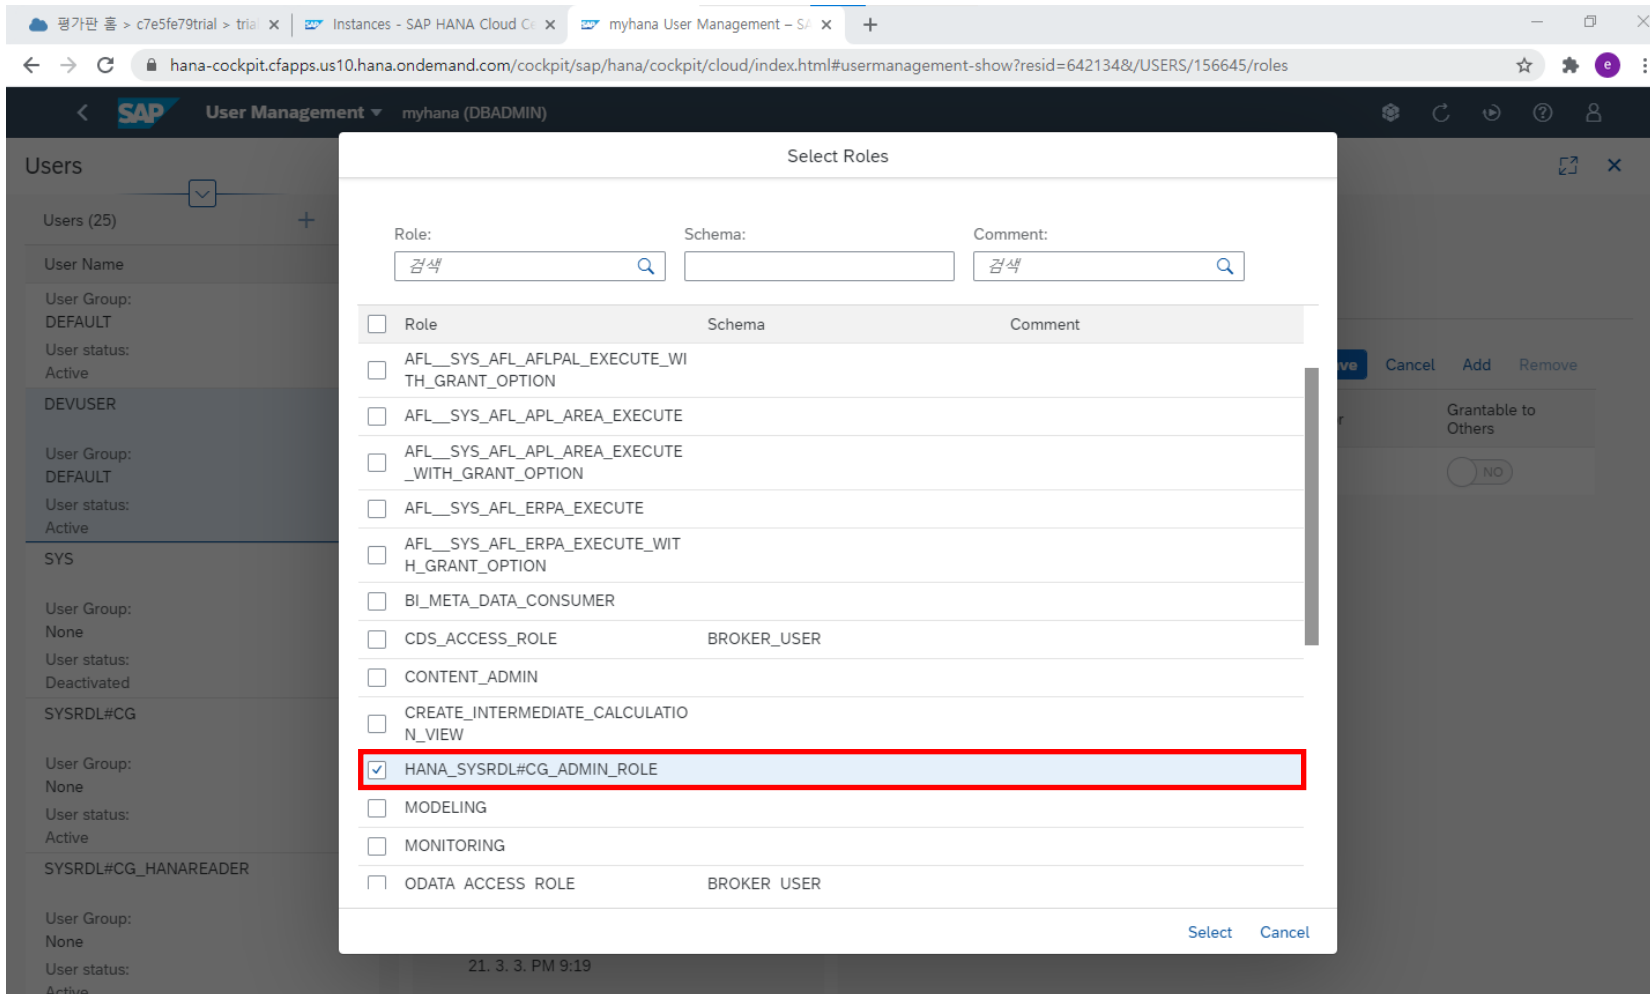 평가판 홈 > c7e5fe79trial > tria
Instances - SAP HANA Cloud Ce
myhana User Management – SA
hana-cockpit.cfapps.us10.hana.ondemand.com/cockpit/sap/hana/cockpit/cloud/index.html#usermanagement-show?resid=642134&/USERS/156645/roles
e
SAP
User Management
myhana (DBADMIN)
Users
Users (25)
User Name
User Group:
DEFAULT
User status:
Active
DEVUSER
User Group:
DEFAULT
User status:
Active
SYS
User Group:
None
User status:
Deactivated
SYSRDL#CG
User Group:
None
User status:
Active
SYSRDL#CG_HANAREADER
User Group:
None
User status:
Active
Select Roles
Role:
Schema:
Comment:
검색
검색
Role
Schema
Comment
AFL__SYS_AFL_AFLPAL_EXECUTE_WI
TH_GRANT_OPTION
AFL__SYS_AFL_APL_AREA_EXECUTE
AFL__SYS_AFL_APL_AREA_EXECUTE
_WITH_GRANT_OPTION
AFL__SYS_AFL_ERPA_EXECUTE
AFL__SYS_AFL_ERPA_EXECUTE_WIT
H_GRANT_OPTION
BI_META_DATA_CONSUMER
CDS_ACCESS_ROLE BROKER_USER
CONTENT_ADMIN
CREATE_INTERMEDIATE_CALCULATIO
N_VIEW
HANA_SYSRDL#CG_ADMIN_ROLE
MODELING
MONITORING
ODATA_ACCESS_ROLE BROKER_USER
Select
Cancel
Cancel
Add
Remove
Grantable to
Others
NO
21. 3. 3. PM 9:19